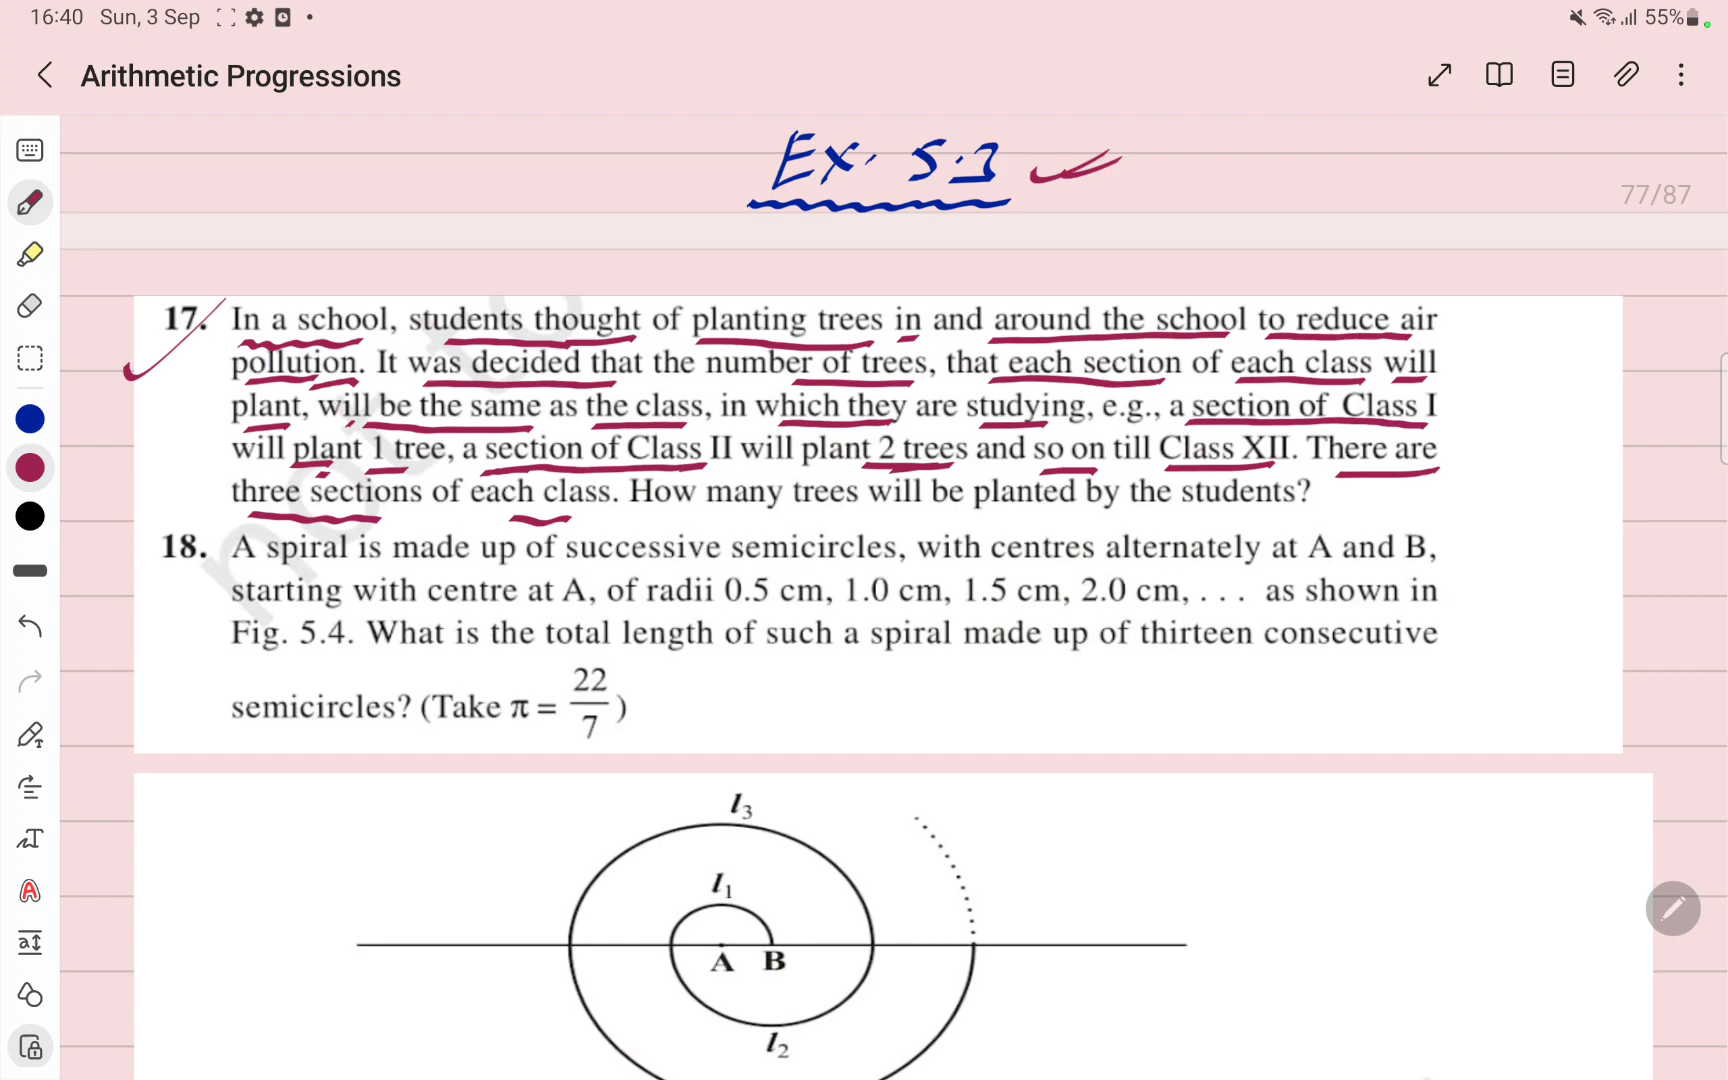 16:40 Sun, 3 Sep
55%
Arithmetic Progressions
Ex. 5.3
77/87
17. In a school, students thought of planting trees in and around the school to reduce air
pollution. It was decided that the number of trees, that each section of each class will
plant, will be the same as the class, in which they are studying, e.g., a section of Class I
will plant 1 tree, a section of Class II will plant 2 trees and so on till Class XII. There are
three sections of each class. How many trees will be planted by the students?
18. A spiral is made up of successive semicircles, with centres alternately at A and B,
starting with centre at A, of radii 0.5 cm, 1.0 cm, 1.5 cm, 2.0 cm, . . . as shown in
Fig. 5.4. What is the total length of such a spiral made up of thirteen consecutive
semicircles? (Take π = 22/7)
l₃
l₁
A B
l₂